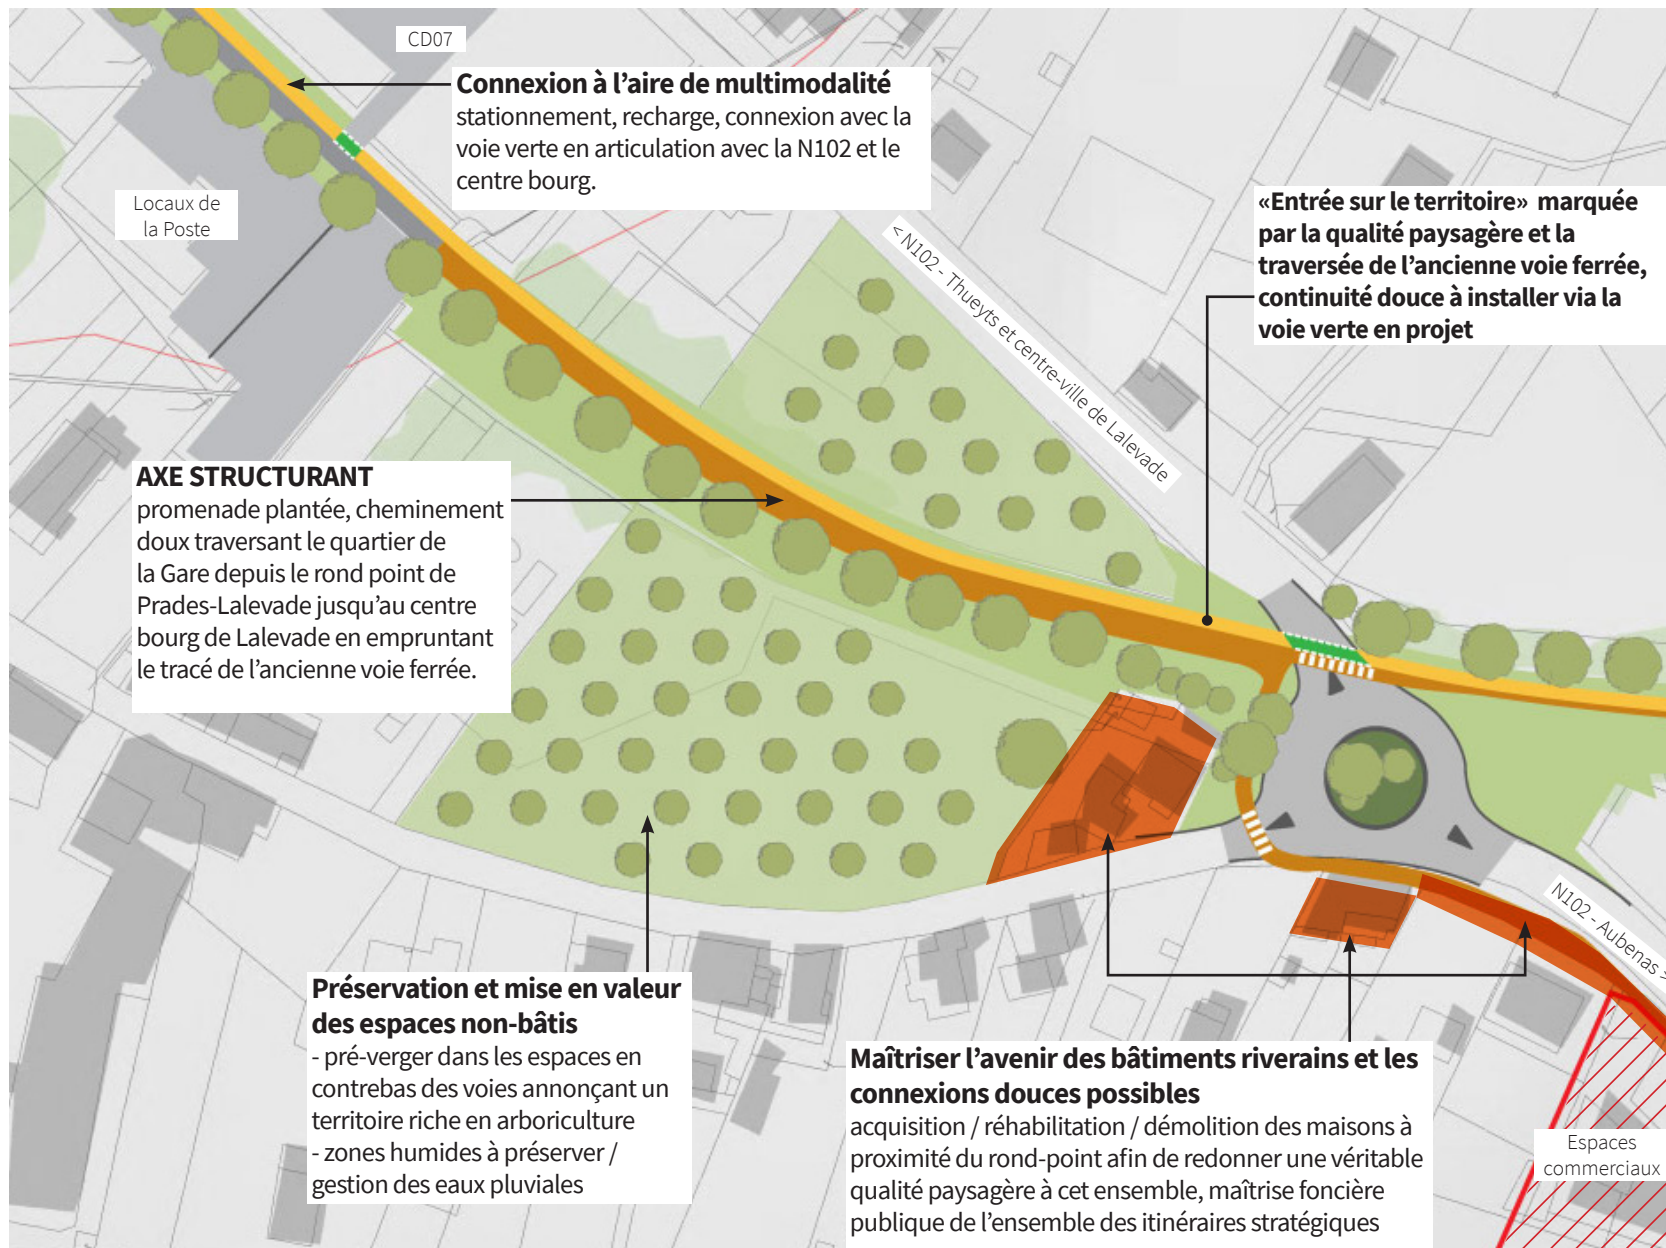 CD07
Connexion à l’aire de multimodalité
stationnement, recharge, connexion avec la
voie verte en articulation avec la N102 et le
centre bourg.
Locaux de
la Poste
«Entrée sur le territoire»  marquée
par la qualité paysagère et la
traversée de l’ancienne voie ferrée,
continuité douce à installer via la
voie verte en projet
< N102 - Thueyts et centre-ville de Lalevade
AXE STRUCTURANT
promenade plantée, cheminement
doux traversant le quartier de
la Gare depuis le rond point de
Prades-Lalevade jusqu’au centre
bourg de Lalevade en empruntant
le tracé de l’ancienne voie ferrée.
N102 - Aubenas >
Préservation et mise en valeur
des espaces non-bâtis
- pré-verger dans les espaces en
contrebas des voies annonçant un
territoire riche en arboriculture
- zones humides à préserver /
gestion des eaux pluviales
Maîtriser l’avenir des bâtiments riverains et les
connexions douces possibles
acquisition / réhabilitation / démolition des maisons à
proximité du rond-point afin de redonner une véritable
qualité paysagère à cet ensemble, maîtrise foncière
publique de l’ensemble des itinéraires stratégiques
Espaces
commerciaux